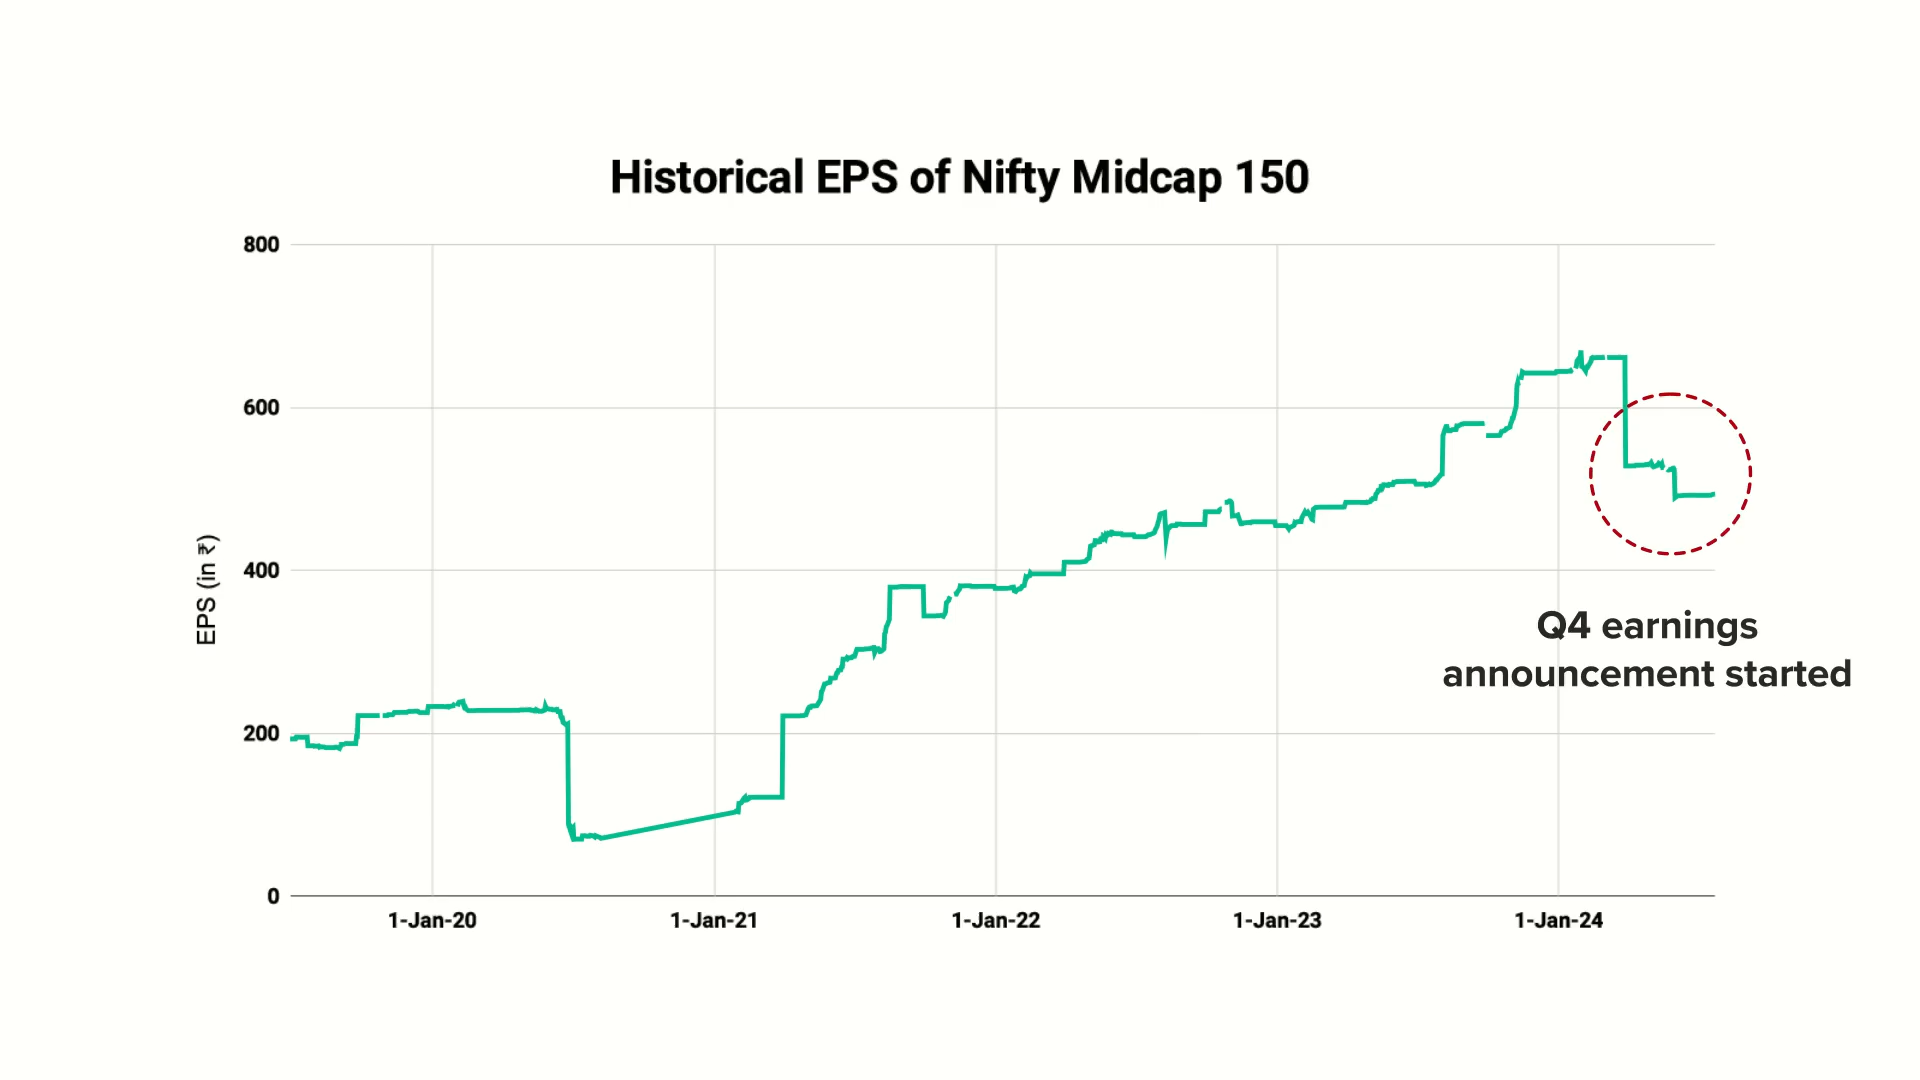 Historical EPS of Nifty Midcap 150
800
600
400
200
0
EPS (in ₹)
1-Jan-20
1-Jan-21
1-Jan-22
1-Jan-23
1-Jan-24
Q4 earnings
announcement started